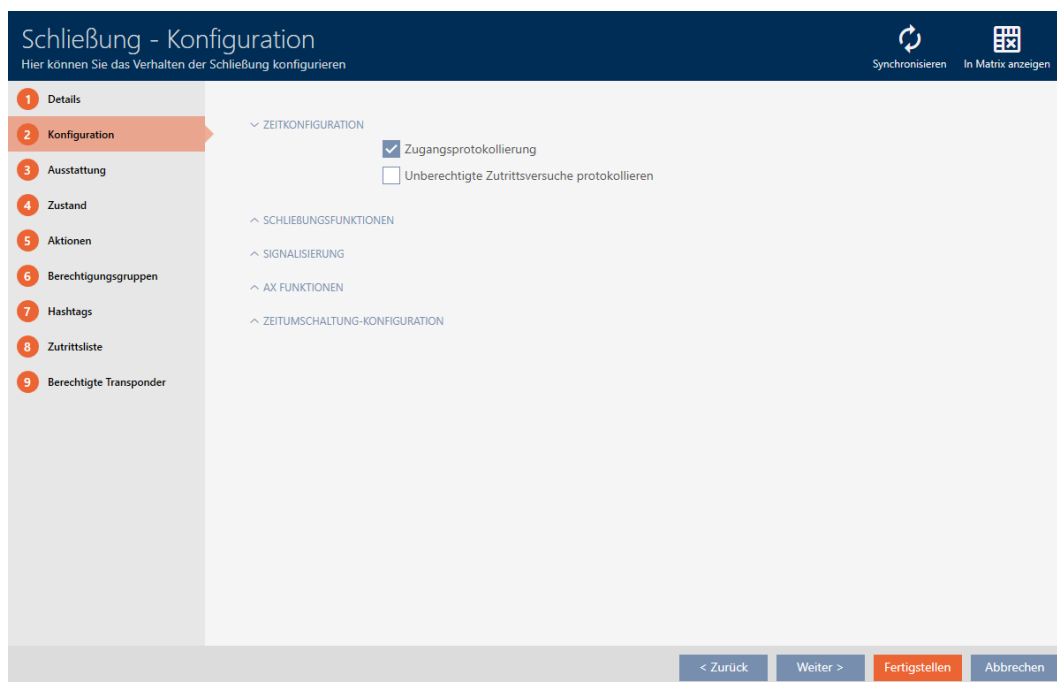 Schließung - Konfiguration
Hier können Sie das Verhalten der Schließung konfigurieren
Synchronisieren
In Matrix anzeigen
1 Details
2 Konfiguration
3 Ausstattung
4 Zustand
5 Aktionen
6 Berechtigungsgruppen
7 Hashtags
8 Zutrittsliste
9 Berechtigte Transponder
ZEITKONFIGURATION
Zugangsprotokollierung
Unberechtigte Zutrittsversuche protokollieren
SCHLIEßUNGSFUNKTIONEN
SIGNALISIERUNG
AX FUNKTIONEN
ZEITUMSCHALTUNG-KONFIGURATION
< Zurück
Weiter >
Fertigstellen
Abbrechen